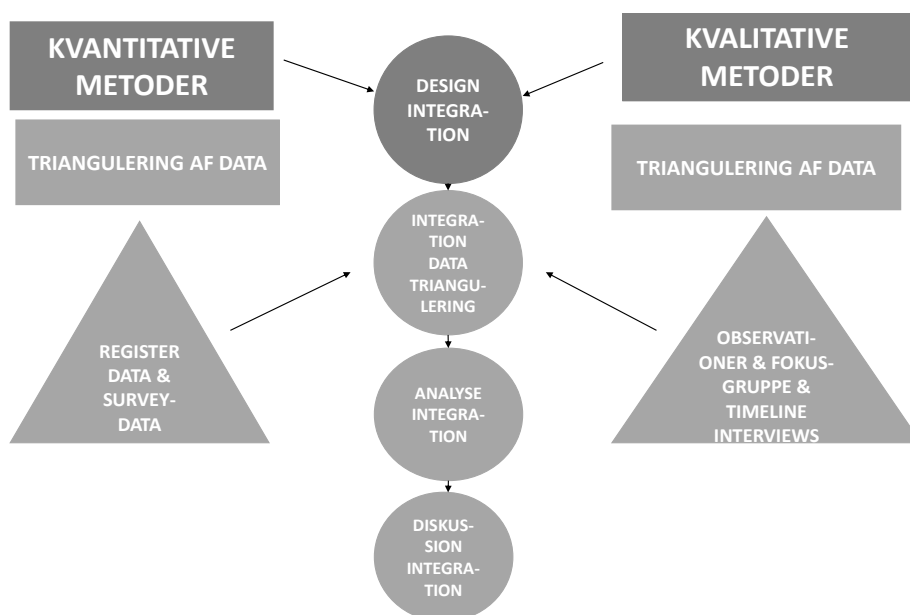 KVANTITATIVE
METODER
TRIANGULERING AF DATA
REGISTER
DATA &
SURVEY-
DATA
DESIGN
INTEGRA-
TION
INTEGRA-
TION
DATA
TRIANGU-
LERING
ANALYSE
INTEGRA-
TION
DISKUS-
SION
INTEGRA-
TION
KVALITATIVE
METODER
TRIANGULERING AF DATA
OBSERVATI-
ONER & FOKUS-
GRUPPE &
TIMELINE
INTERVIEWS